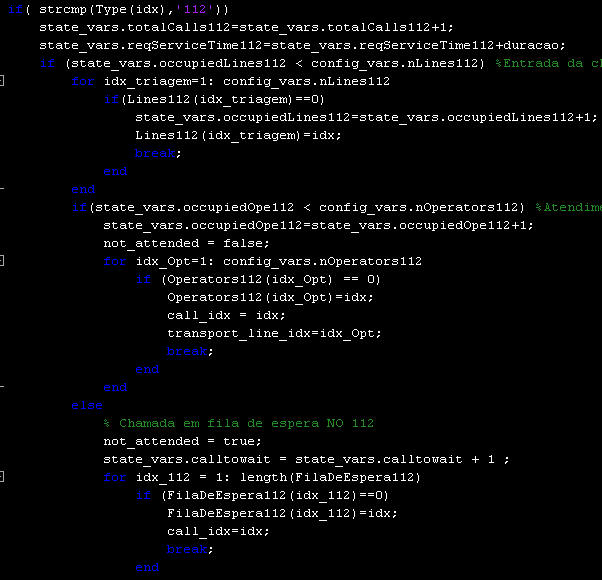 if( strcmp(Type(idx),'112'))
state_vars.totalCalls112=state_vars.totalCalls112+1;
state_vars.reqServiceTime112=state_vars.reqServiceTime112+duracao;
if (state_vars.occupiedLines112 < config_vars.nLines112) %Entrada da
for idx_triagem=1: config_vars.nLines112
if(Lines112(idx_triagem)==0)
state_vars.occupiedLines112=state_vars.occupiedLines112+1;
Lines112(idx_triagem)=idx;
break;
end
end
if(state_vars.occupiedOpe112 < config_vars.nOperators112)
state_vars.occupiedOpe112=state_vars.occupiedOpe112+1;
not_attended = false;
for idx_Opt=1: config_vars.nOperators112
if (Operators112(idx_Opt) == 0)
Operators112(idx_Opt)=idx;
call_idx = idx;
transport_line_idx=idx_Opt;
break;
end
end
else
% Chamada em fila de espera NO 112
not_attended = true;
state_vars.calltowait = state_vars.calltowait + 1 ;
for idx_112 = 1: length(FilaDeEspera112)
if (FilaDeEspera112(idx_112)==0)
FilaDeEspera112(idx_112)=idx;
call_idx=idx;
break;
end